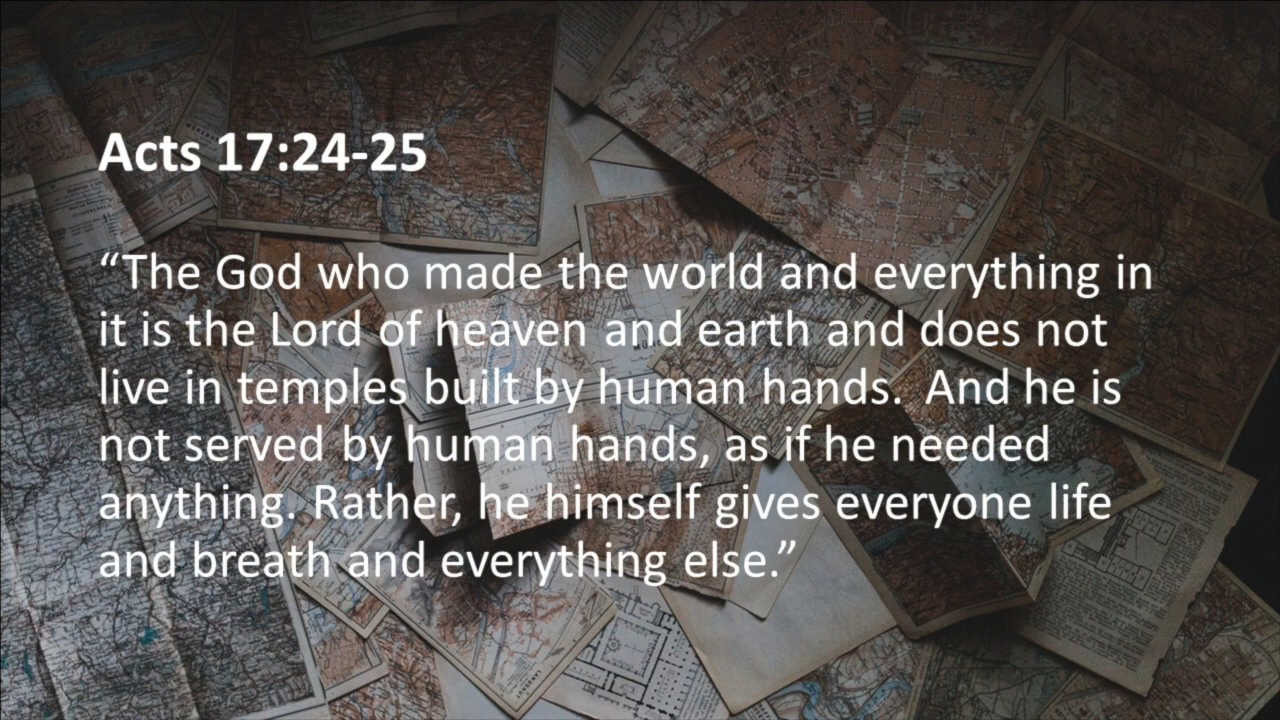 Acts 17:24-25
“The God who made the world and everything in
it is the Lord of heaven and earth and does not
live in temples built by human hands.  And he is
not served by human hands, as if he needed
anything. Rather, he himself gives everyone life
and breath and everything else.”